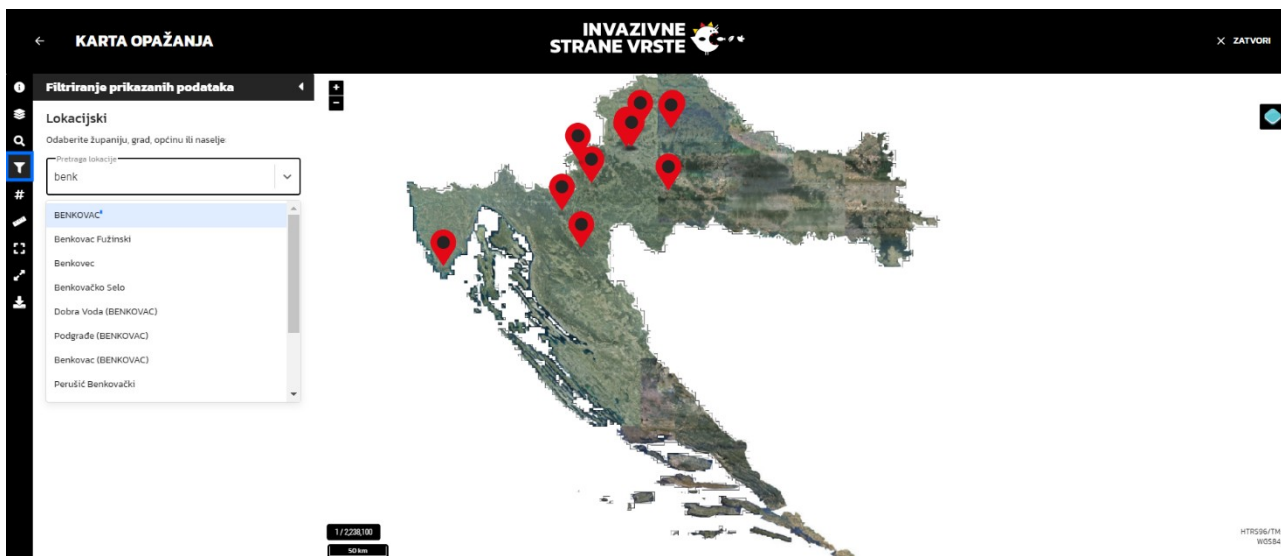 KARTA OPAŽANJA
INVAZIVNE
STRANE VRSTE
ZATVORI
Filtriranje prikazanih podataka
Lokacijski
Odaberite županiju, grad, općinu ili naselje
Pretraga lokacije
benk
BENKOVAC
Benkovac Fužinski
Benkovec
Benkovačko Selo
Dobra Voda (BENKOVAC)
Podgrađe (BENKOVAC)
Benkovac (BENKOVAC)
Perušić Benkovački
1 / 2,238,100
50 km
HTRS96/TM
WGS84